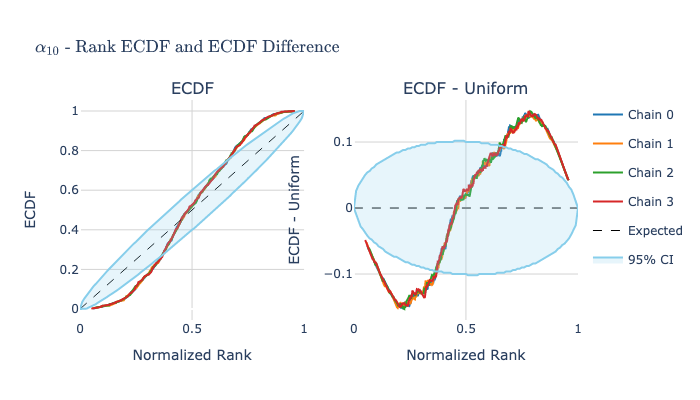 α10 - Rank ECDF and ECDF Difference
ECDF
ECDF
1
0.8
0.6
0.4
0.2
0
0
0.5
1
Normalized Rank
ECDF - Uniform
ECDF - Uniform
0.1
0
−0.1
0
0.5
1
Normalized Rank
Chain 0
Chain 1
Chain 2
Chain 3
Expected
95% CI